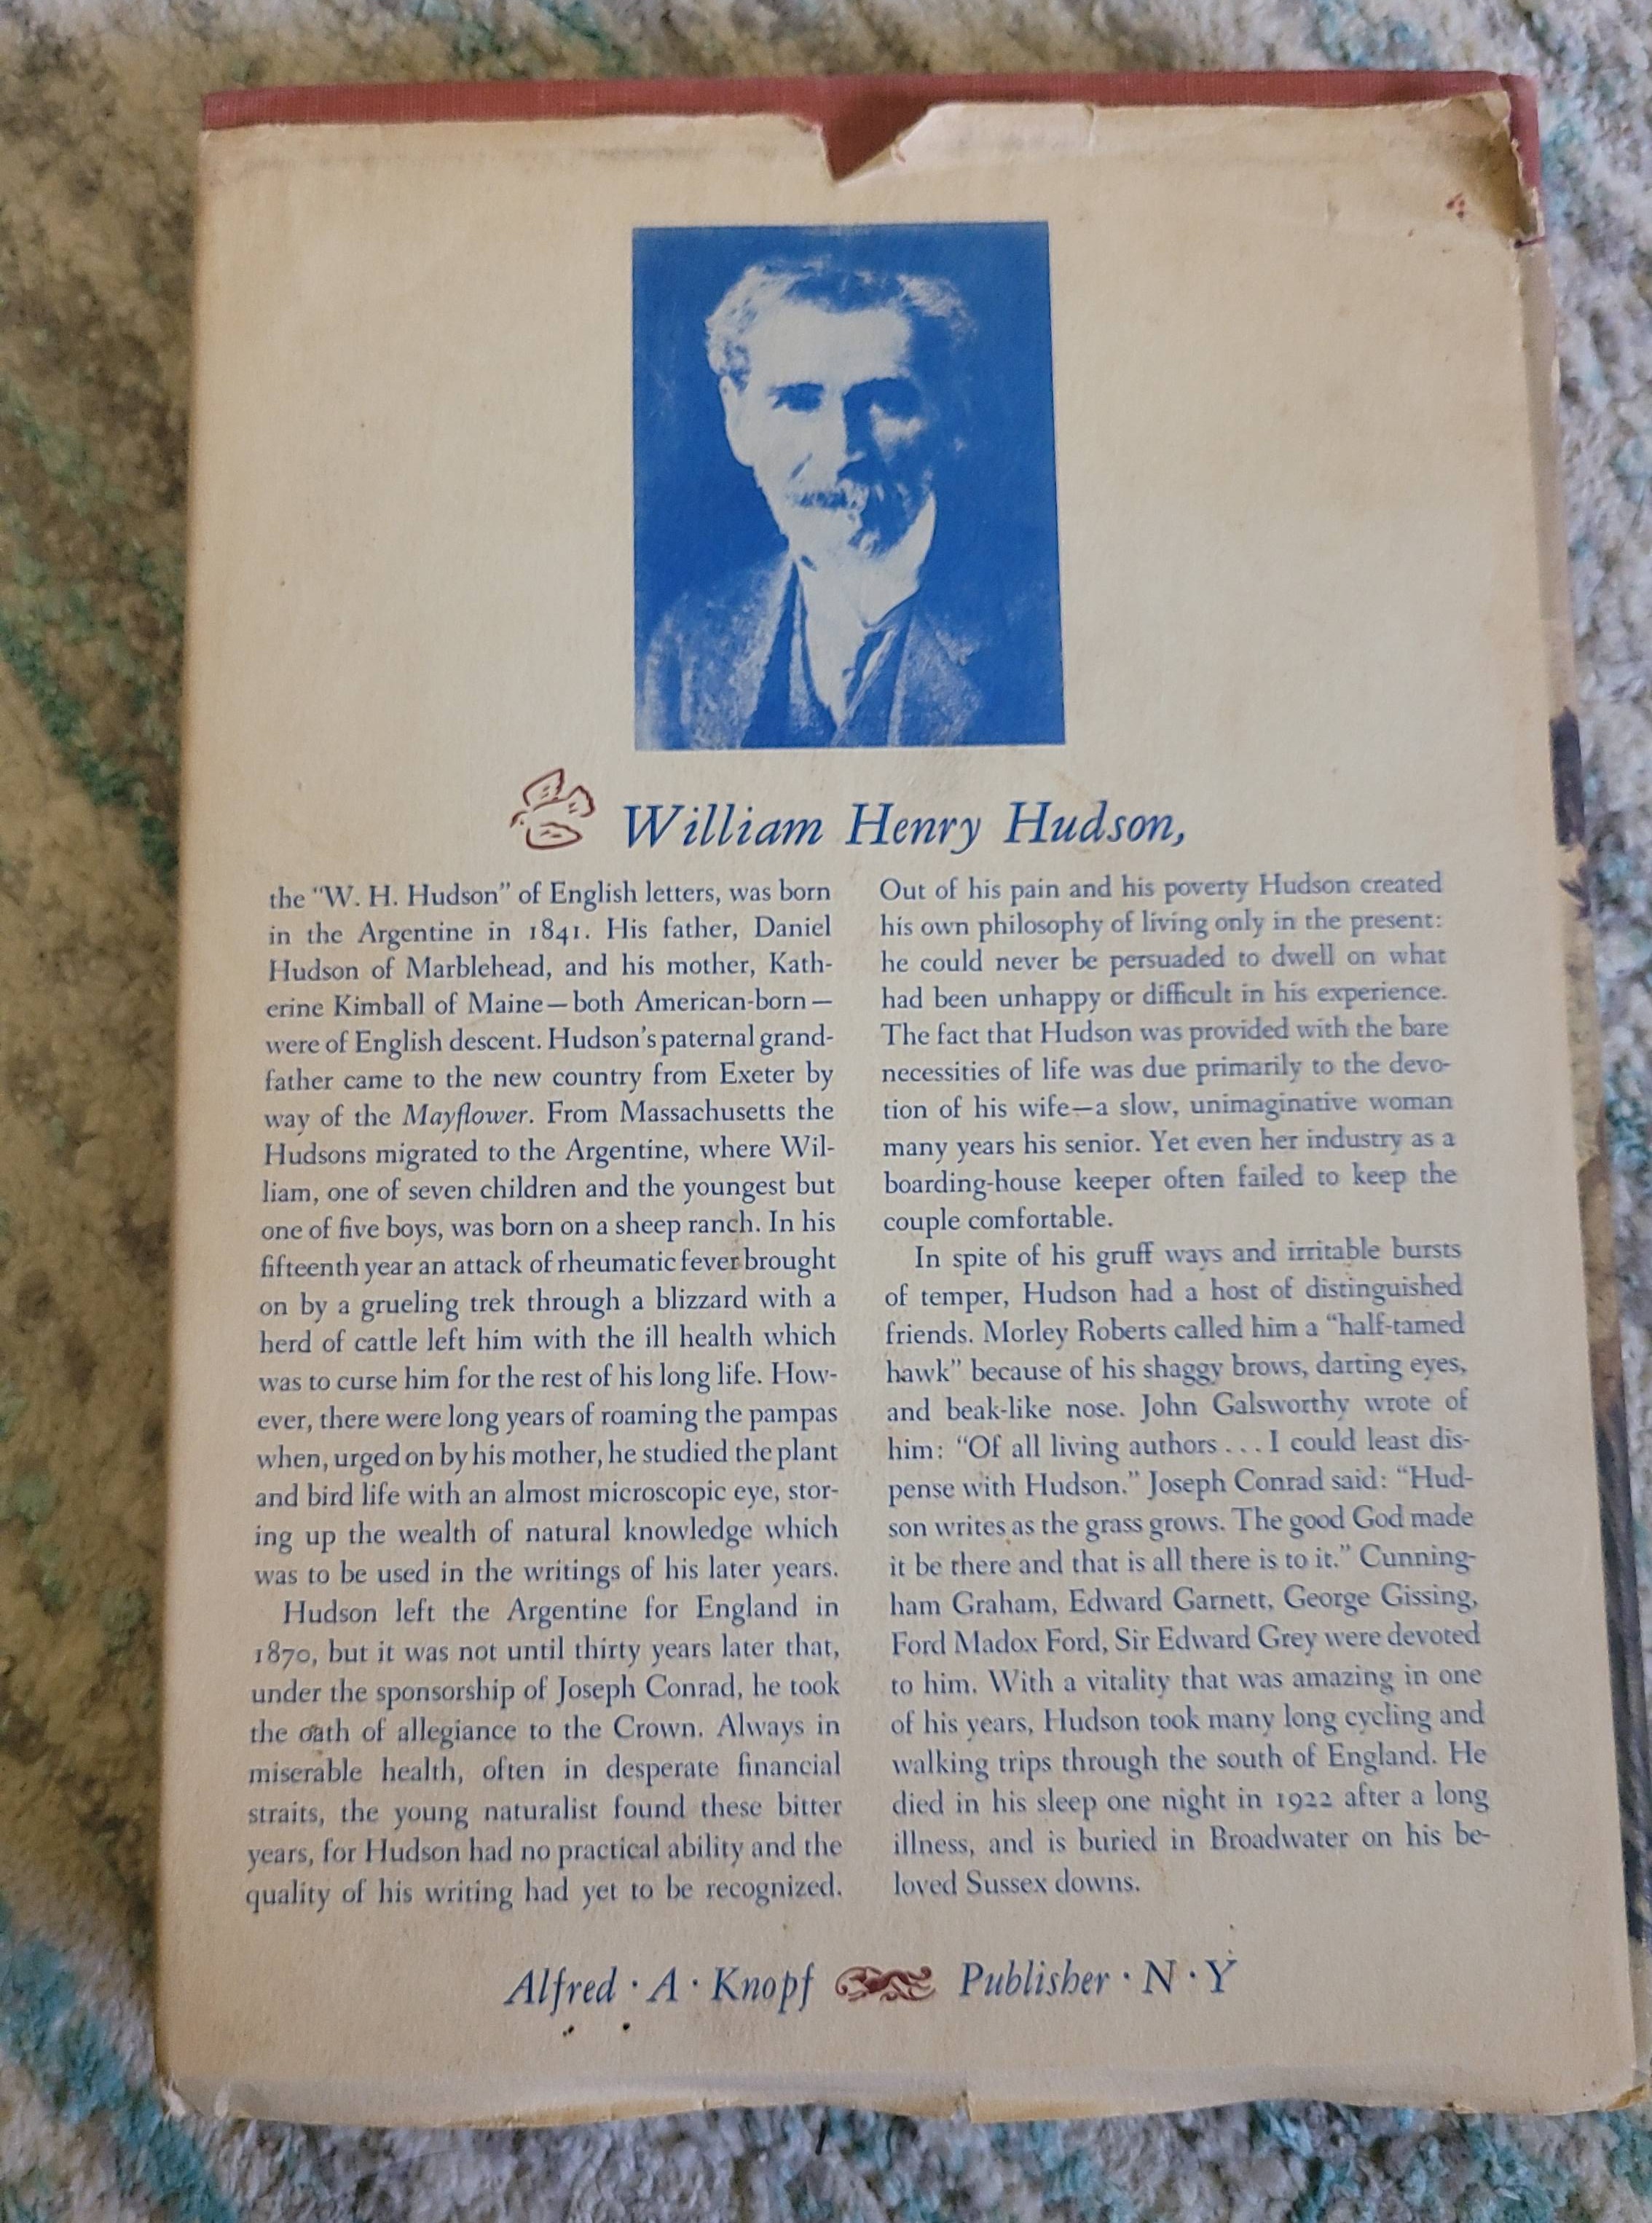 William Henry Hudson,
the “W. H. Hudson” of English letters, was born
in the Argentine in 1841. His father, Daniel
Hudson of Marblehead, and his mother, Kath-
erine Kimball of Maine—both American-born—
were of English descent. Hudson's paternal grand-
father came to the new country from Exeter by
way of the Mayflower. From Massachusetts the
Hudsons migrated to the Argentine, where Wil-
liam, one of seven children and the youngest but
one of five boys, was born on a sheep ranch. In his
fifteenth year an attack of rheumatic fever brought
on by a grueling trek through a blizzard with a
herd of cattle left him with the ill health which
was to curse him for the rest of his long life. How-
ever, there were long years of roaming the pampas
when, urged on by his mother, he studied the plant
and bird life with an almost microscopic eye, stor-
ing up the wealth of natural knowledge which
was to be used in the writings of his later years.
Hudson left the Argentine for England in
1870, but it was not until thirty years later that,
under the sponsorship of Joseph Conrad, he took
the oath of allegiance to the Crown. Always in
miserable health, often in desperate financial
straits, the young naturalist found these bitter
years, for Hudson had no practical ability and the
quality of his writing had yet to be recognized.
Out of his pain and his poverty Hudson created
his own philosophy of living only in the present:
he could never be persuaded to dwell on what
had been unhappy or difficult in his experience.
The fact that Hudson was provided with the bare
necessities of life was due primarily to the devo-
tion of his wife—a slow, unimaginative woman
many years his senior. Yet even her industry as a
boarding-house keeper often failed to keep the
couple comfortable.
In spite of his gruff ways and irritable bursts
of temper, Hudson had a host of distinguished
friends. Morley Roberts called him a “half-tamed
hawk” because of his shaggy brows, darting eyes,
and beak-like nose. John Galsworthy wrote of
him: “Of all living authors . . . I could least dis-
pense with Hudson.” Joseph Conrad said: “Hud-
son writes as the grass grows. The good God made
it be there and that is all there is to it.” Cunning-
ham Graham, Edward Garnett, George Gissing,
Ford Madox Ford, Sir Edward Grey were devoted
to him. With a vitality that was amazing in one
of his years, Hudson took many long cycling and
walking trips through the south of England. He
died in his sleep one night in 1922 after a long
illness, and is buried in Broadwater on his be-
loved Sussex downs.
Alfred · A · Knopf Publisher · N · Y